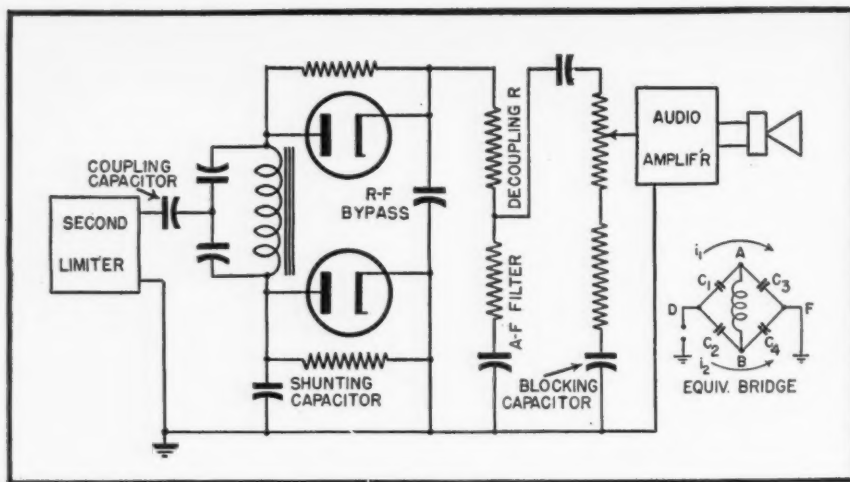 COUPLING
CAPACITOR
SECOND
LIMITER
R-F
BYPASS
SHUNTING
CAPACITOR
DECOUPLING R
A-F FILTER
BLOCKING
CAPACITOR
AUDIO
AMPLIF'R
i₁
A
C₁
C₃
D
F
C₂
C₄
B
i₂
EQUIV. BRIDGE